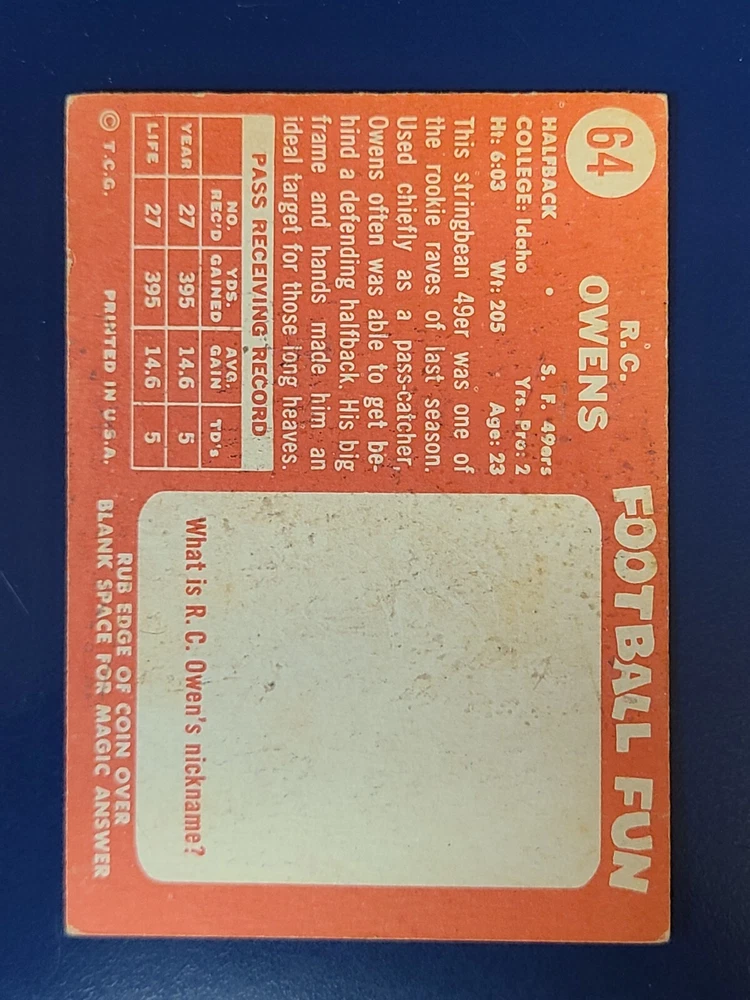 64
R.C.
OWENS
HALFBACK • S. F. 49ers
COLLEGE: Idaho Yrs. Pro: 2
Ht: 6:03 Wt: 205 Age: 23
This stringbean 49er was one of
the rookie raves of last season.
Used chiefly as a pass-catcher,
Owens often was able to get be-
hind a defending halfback. His big
frame and hands made him an
ideal target for those long heaves.
PASS RECEIVING RECORD
NO. REC'D YDS. GAINED AVG. GAIN TD's
YEAR 27 395 14.6 5
LIFE 27 395 14.6 5
© T.C.G. PRINTED IN U.S.A.
FOOTBALL FUN
What is R. C. Owen's nickname?
RUB EDGE OF COIN OVER
BLANK SPACE FOR MAGIC ANSWER